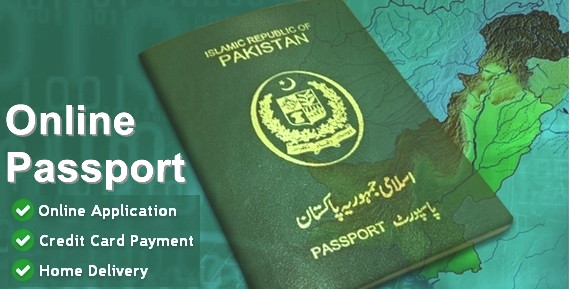 ISLAMIC REPUBLIC OF
PAKISTAN
Online
Passport
Online Application
Credit Card Payment
Home Delivery
اسلامی جمہوریہ پاکستان
PASSPORT پاسپورٹ